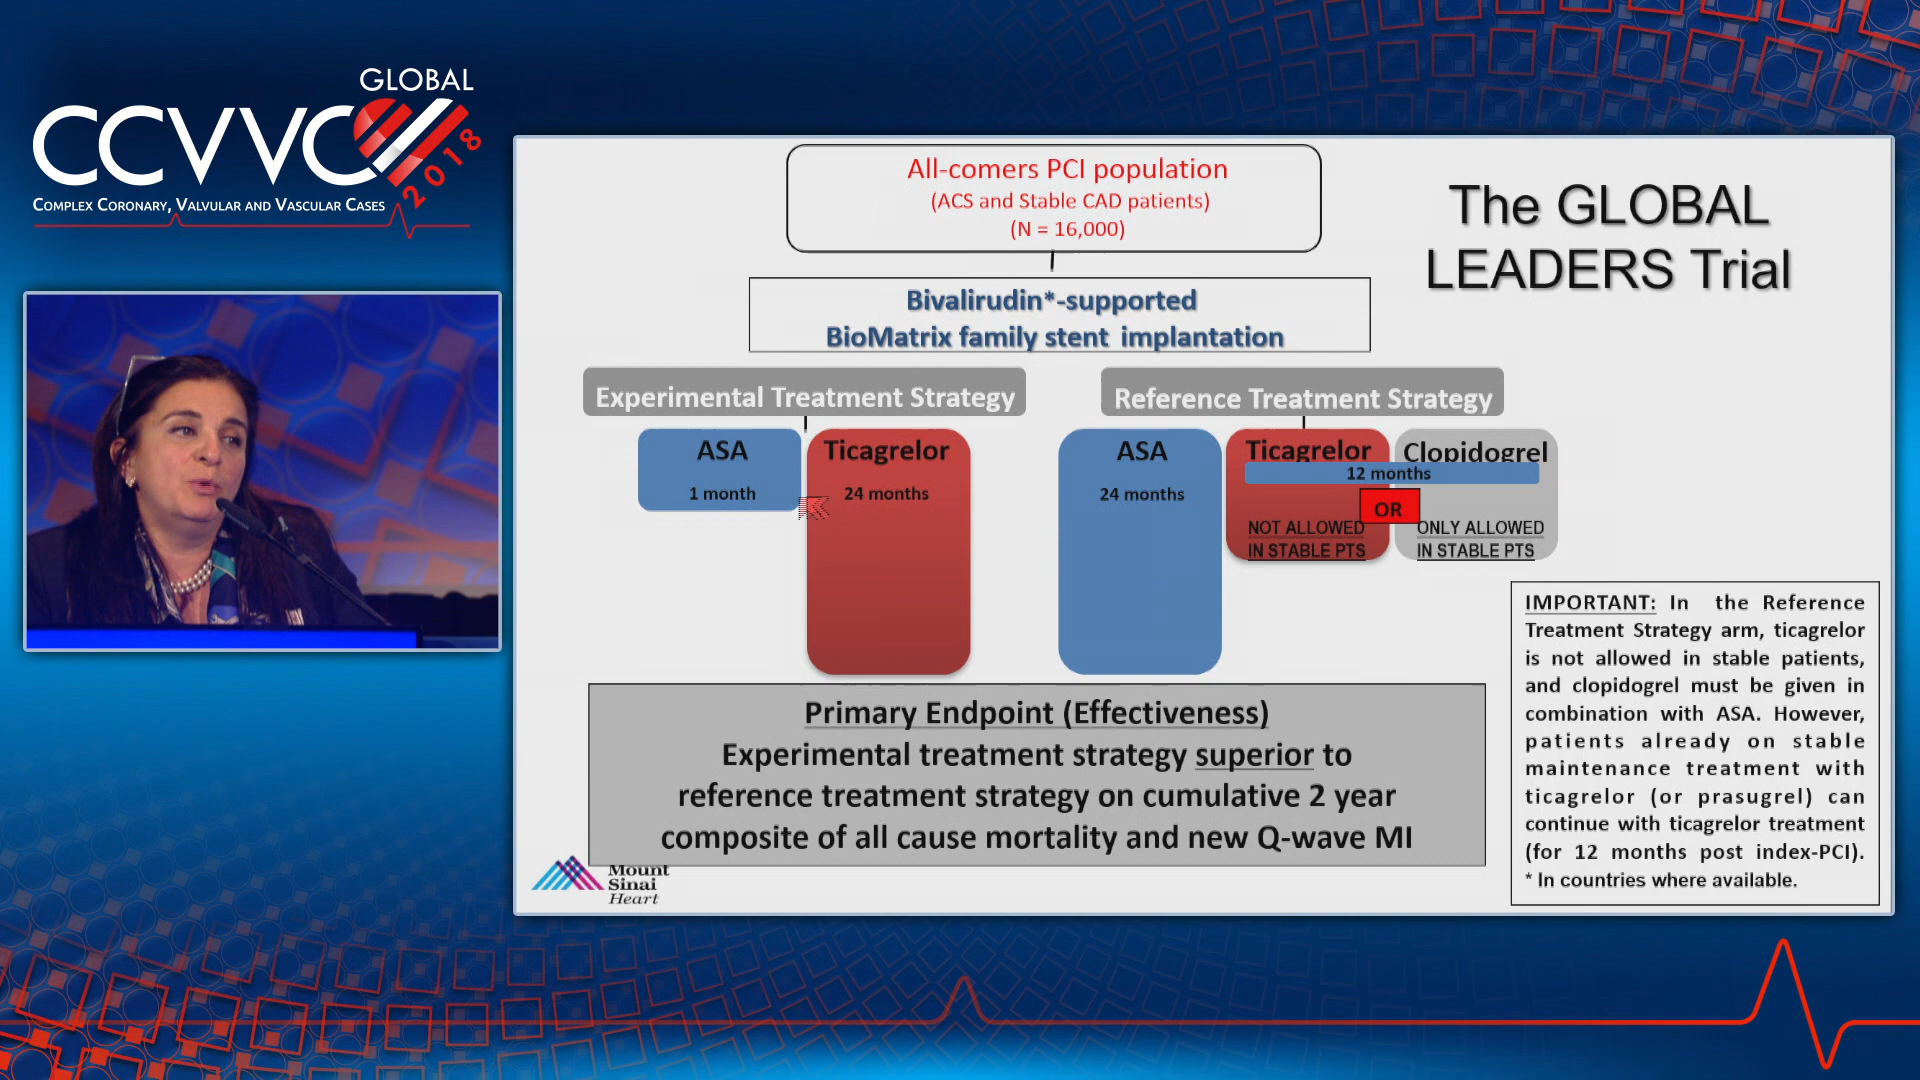 GLOBAL
CCVVC
2018
COMPLEX CORONARY, VALVULAR AND VASCULAR CASES
The GLOBAL
LEADERS Trial
All-comers PCI population
(ACS and Stable CAD patients)
(N = 16,000)
Bivalirudin*-supported
BioMatrix family stent implantation
Experimental Treatment Strategy
Reference Treatment Strategy
ASA
1 month
Ticagrelor
24 months
ASA
24 months
Ticagrelor
Clopidogrel
12 months
OR
NOT ALLOWED
IN STABLE PTS
ONLY ALLOWED
IN STABLE PTS
Primary Endpoint (Effectiveness)
Experimental treatment strategy superior to
reference treatment strategy on cumulative 2 year
composite of all cause mortality and new Q-wave MI
IMPORTANT: In the Reference
Treatment Strategy arm, ticagrelor
is not allowed in stable patients,
and clopidogrel must be given in
combination with ASA. However,
patients already on stable
maintenance treatment with
ticagrelor (or prasugrel) can
continue with ticagrelor treatment
(for 12 months post index-PCI).
* In countries where available.
Mount
Sinai
Heart